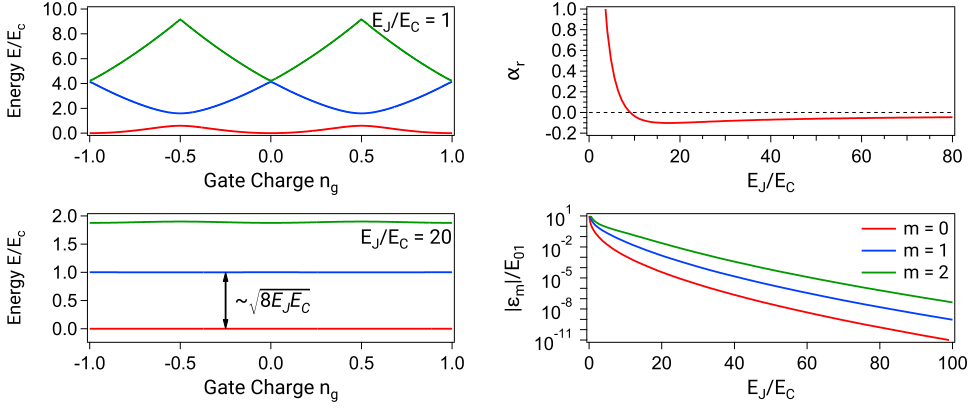 10.0
8.0
6.0
4.0
2.0
0.0
Energy E/E_c
E_J/E_C = 1
-1.0 -0.5 0.0 0.5 1.0
Gate Charge n_g
1.0
0.8
0.6
0.4
0.2
0.0
-0.2
α_r
0 20 40 60 80
E_J/E_C
2.0
1.5
1.0
0.5
0.0
Energy E/E_c
E_J/E_C = 20
~√8E_JE_C
-1.0 -0.5 0.0 0.5 1.0
Gate Charge n_g
10^1
10^-2
10^-5
10^-8
10^-11
|ε_m|/E_01
m = 0
m = 1
m = 2
0 20 40 60 80 100
E_J/E_C